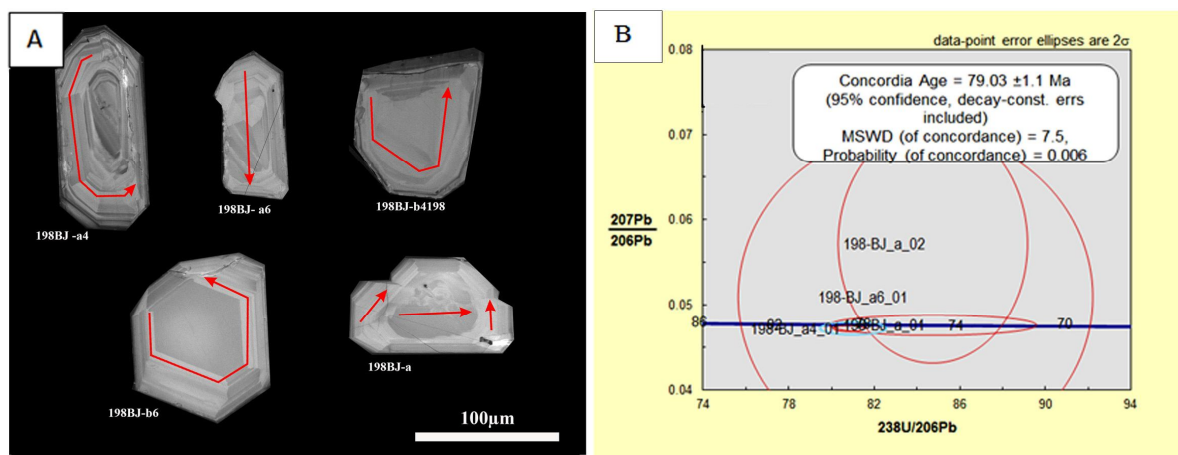 A
198BJ -a4
198BJ- a6
198BJ-b4198
198BJ-b6
198BJ-a
100µm
B
data-point error ellipses are 2σ
Concordia Age = 79.03 ±1.1 Ma
(95% confidence, decay-const. errs
included)
MSWD (of concordance) = 7.5,
Probability (of concordance) = 0.006
0.08
0.07
0.06
0.05
0.04
207Pb
206Pb
198-BJ_a_02
198-BJ_a6_01
86
198-BJ_a4_01
198-BJ_a_01
74
70
74
78
82
86
90
94
238U/206Pb